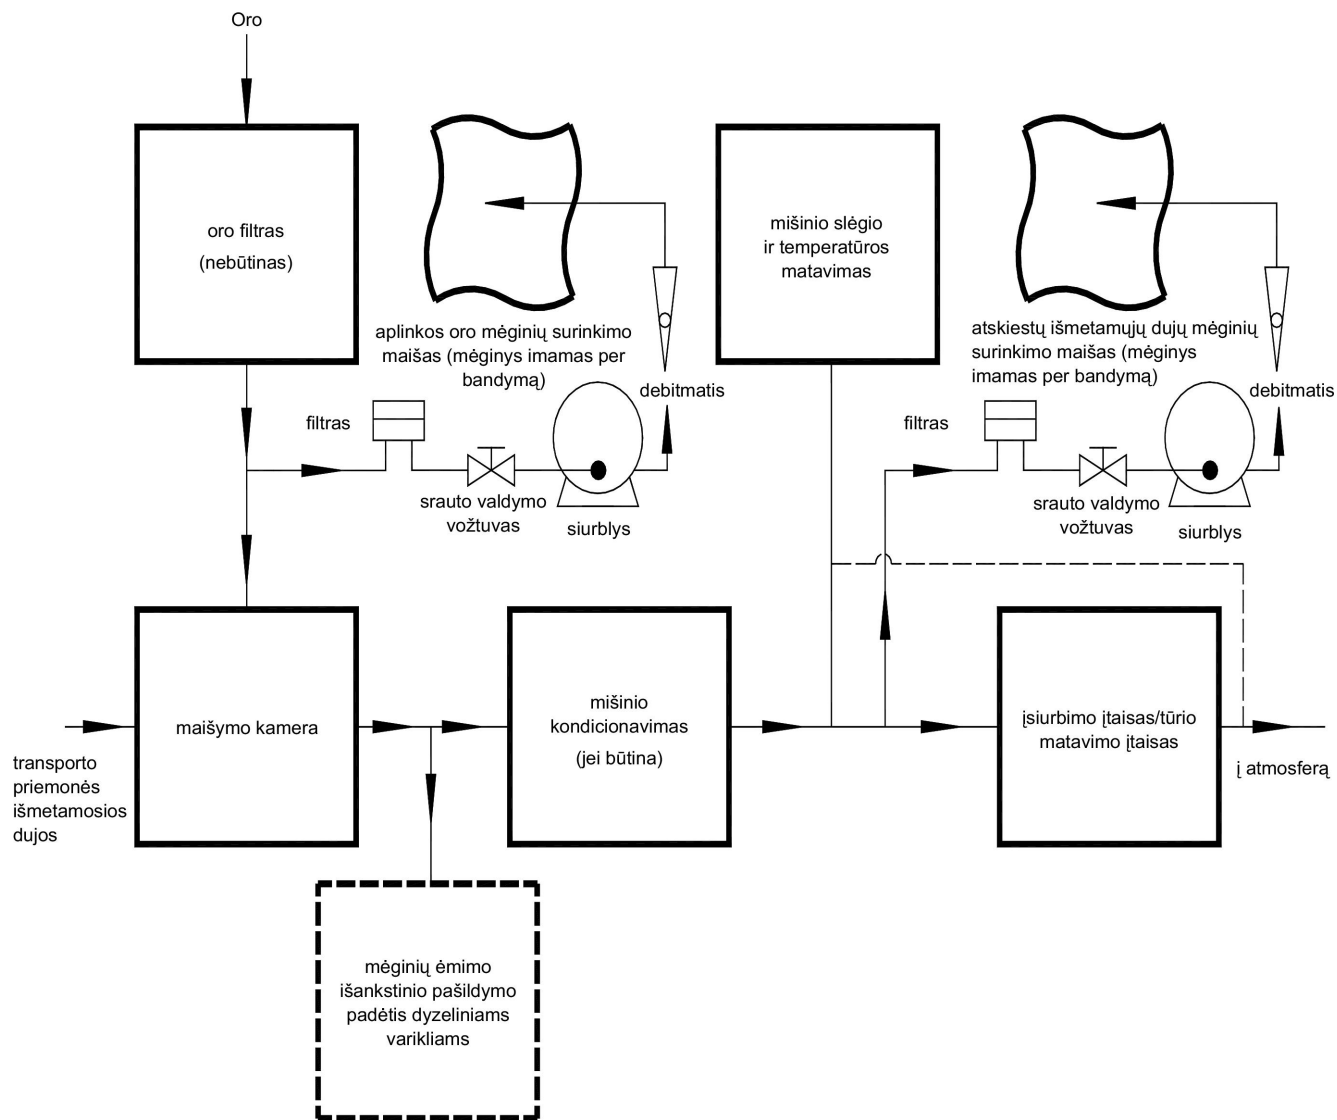 Oro
oro filtras
(nebūtinas)
aplinkos oro mėginių surinkimo
maišas (mėginys imamas per
bandymą)
mišinio slėgio
ir temperatūros
matavimas
atskiestų išmetamųjų dujų mėginių
surinkimo maišas (mėginys
imamas per bandymą)
debitmatis
debitmatis
filtras
filtras
srauto valdymo
vožtuvas
siurblys
srauto valdymo
vožtuvas
siurblys
maišymo kamera
mišinio
kondicionavimas
(jei būtina)
įsiurbimo įtaisas/tūrio
matavimo įtaisas
transporto
priemonės
išmetamosios
dujos
į atmosferą
mėginių ėmimo
išankstinio pašildymo
padėtis dyzeliniams
varikliams